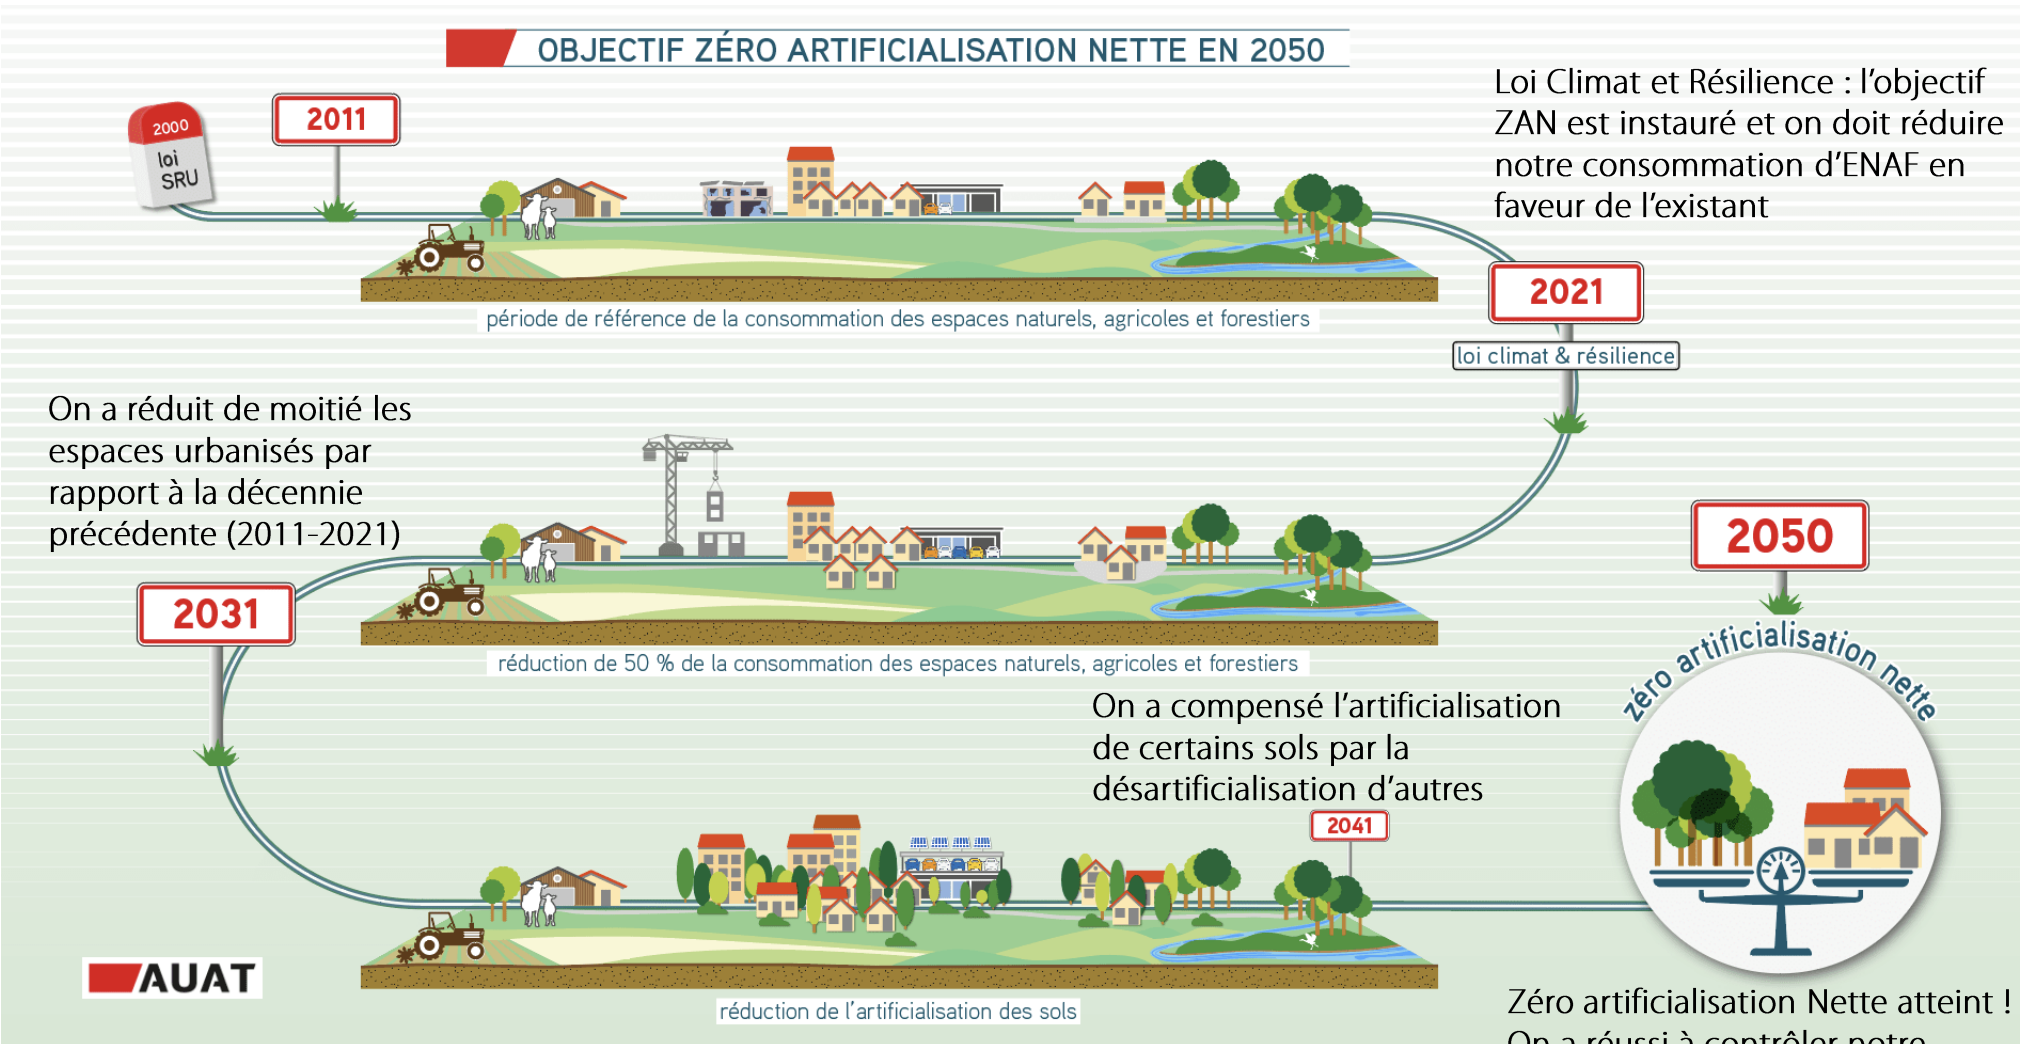 OBJECTIF ZÉRO ARTIFICIALISATION NETTE EN 2050
2000
loi
SRU
2011
Loi Climat et Résilience : l'objectif
ZAN est instauré et on doit réduire
notre consommation d'ENAF en
faveur de l'existant
2021
loi climat & résilience
période de référence de la consommation des espaces naturels, agricoles et forestiers
On a réduit de moitié les
espaces urbanisés par
rapport à la décennie
précédente (2011-2021)
2031
réduction de 50 % de la consommation des espaces naturels, agricoles et forestiers
2050
zéro artificialisation nette
On a compensé l'artificialisation
de certains sols par la
désartificialisation d'autres
2041
AUAT
réduction de l'artificialisation des sols
Zéro artificialisation Nette atteint !
On a réussi à contrôler notre